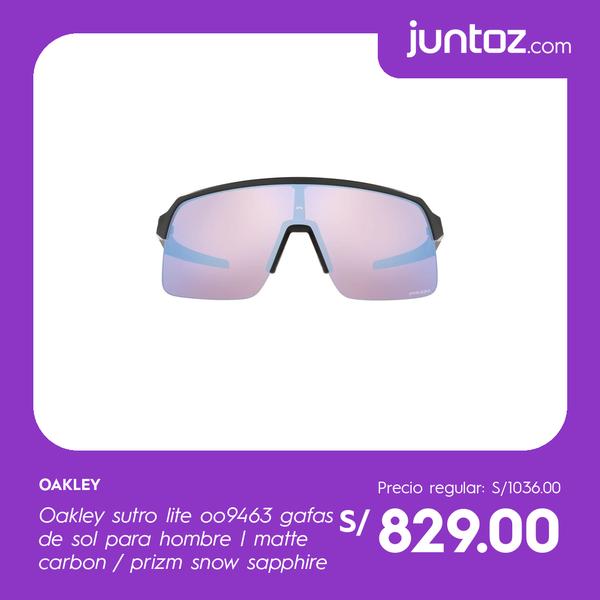 juntoz.com
PRIZM
OAKLEY
Oakley sutro lite oo9463 gafas
de sol para hombre | matte
carbon / prizm snow sapphire
Precio regular: S/1036.00
S/ 829.00